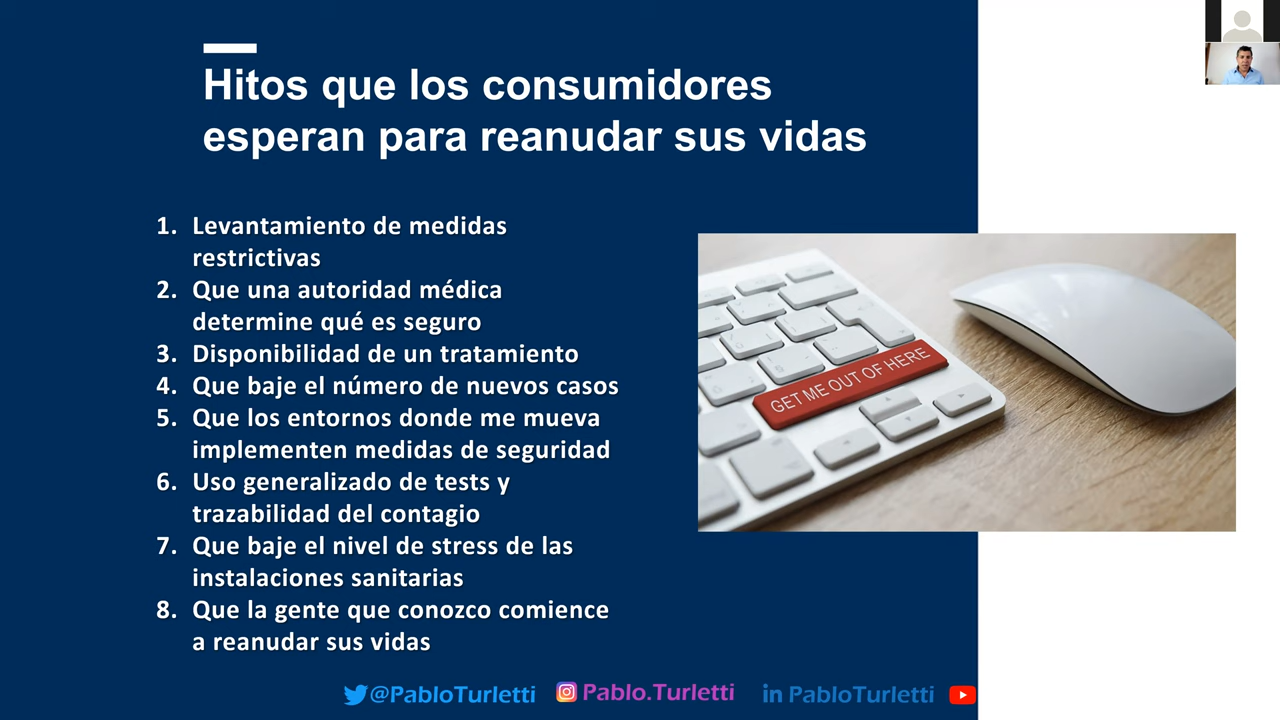 Hitos que los consumidores
esperan para reanudar sus vidas
1. Levantamiento de medidas
restrictivas
2. Que una autoridad médica
determine qué es seguro
3. Disponibilidad de un tratamiento
4. Que baje el número de nuevos casos
5. Que los entornos donde me mueva
implementen medidas de seguridad
6. Uso generalizado de tests y
trazabilidad del contagio
7. Que baje el nivel de stress de las
instalaciones sanitarias
8. Que la gente que conozco comience
a reanudar sus vidas
GET ME OUT OF HERE
@PabloTurletti Pablo.Turletti in PabloTurletti